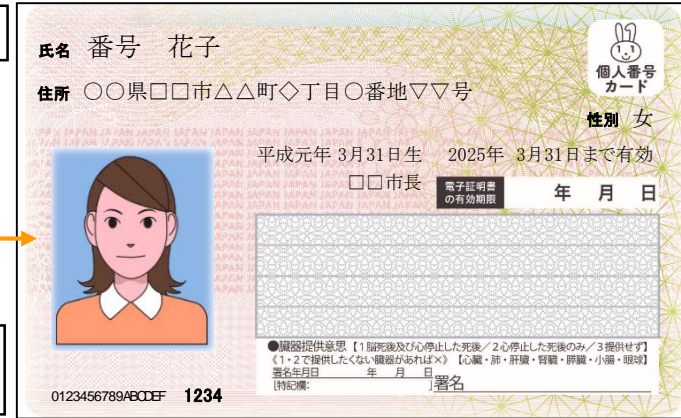 氏名 番号 花子
個人番号
カード
住所 〇〇県□□市△△町◇丁目〇番地▽▽号
性別 女
平成元年 3月31日生 2025年 3月31日まで有効
□□市長
電子証明書
の有効期限
年 月 日
●臓器提供意思【1 脳死後及び心停止した死後／2 心停止した死後のみ／3 提供せず】
《1・2で提供したくない臓器があれば×》【心臓・肺・肝臓・腎臓・膵臓・小腸・眼球】
署名年月日 年 月 日
[特記欄: ]署名
0123456789ABCDEF 1234